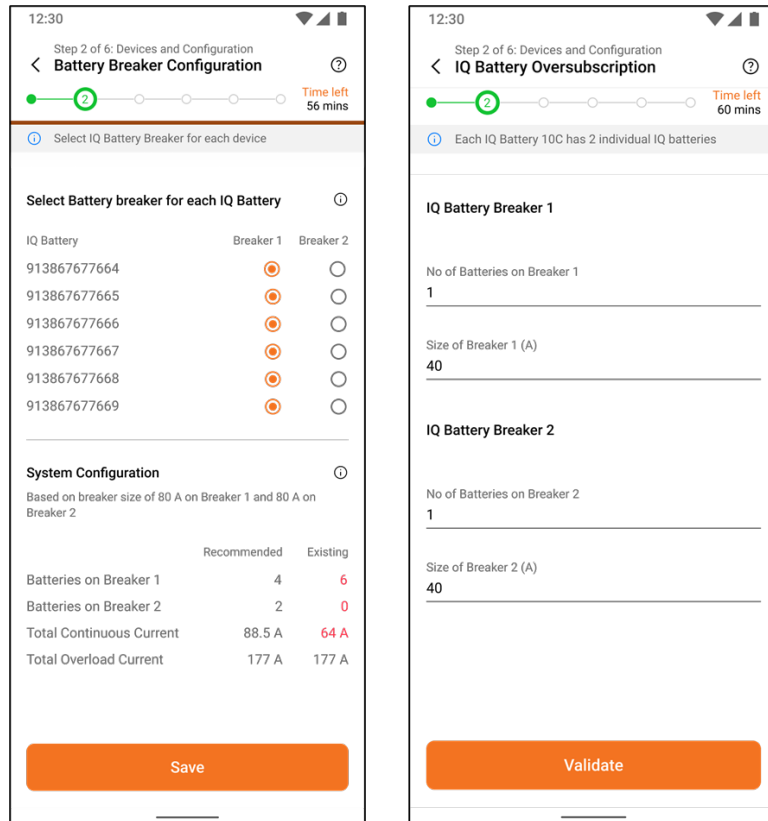 12:30
Step 2 of 6: Devices and Configuration
Battery Breaker Configuration
2
Time left
56 mins
Select IQ Battery Breaker for each device
Select Battery breaker for each IQ Battery
IQ Battery Breaker 1 Breaker 2
913867677664
913867677665
913867677666
913867677667
913867677668
913867677669
System Configuration
Based on breaker size of 80 A on Breaker 1 and 80 A on
Breaker 2
Recommended Existing
Batteries on Breaker 1 4 6
Batteries on Breaker 2 2 0
Total Continuous Current 88.5 A 64 A
Total Overload Current 177 A 177 A
Save
12:30
Step 2 of 6: Devices and Configuration
IQ Battery Oversubscription
2
Time left
60 mins
Each IQ Battery 10C has 2 individual IQ batteries
IQ Battery Breaker 1
No of Batteries on Breaker 1
1
Size of Breaker 1 (A)
40
IQ Battery Breaker 2
No of Batteries on Breaker 2
1
Size of Breaker 2 (A)
40
Validate